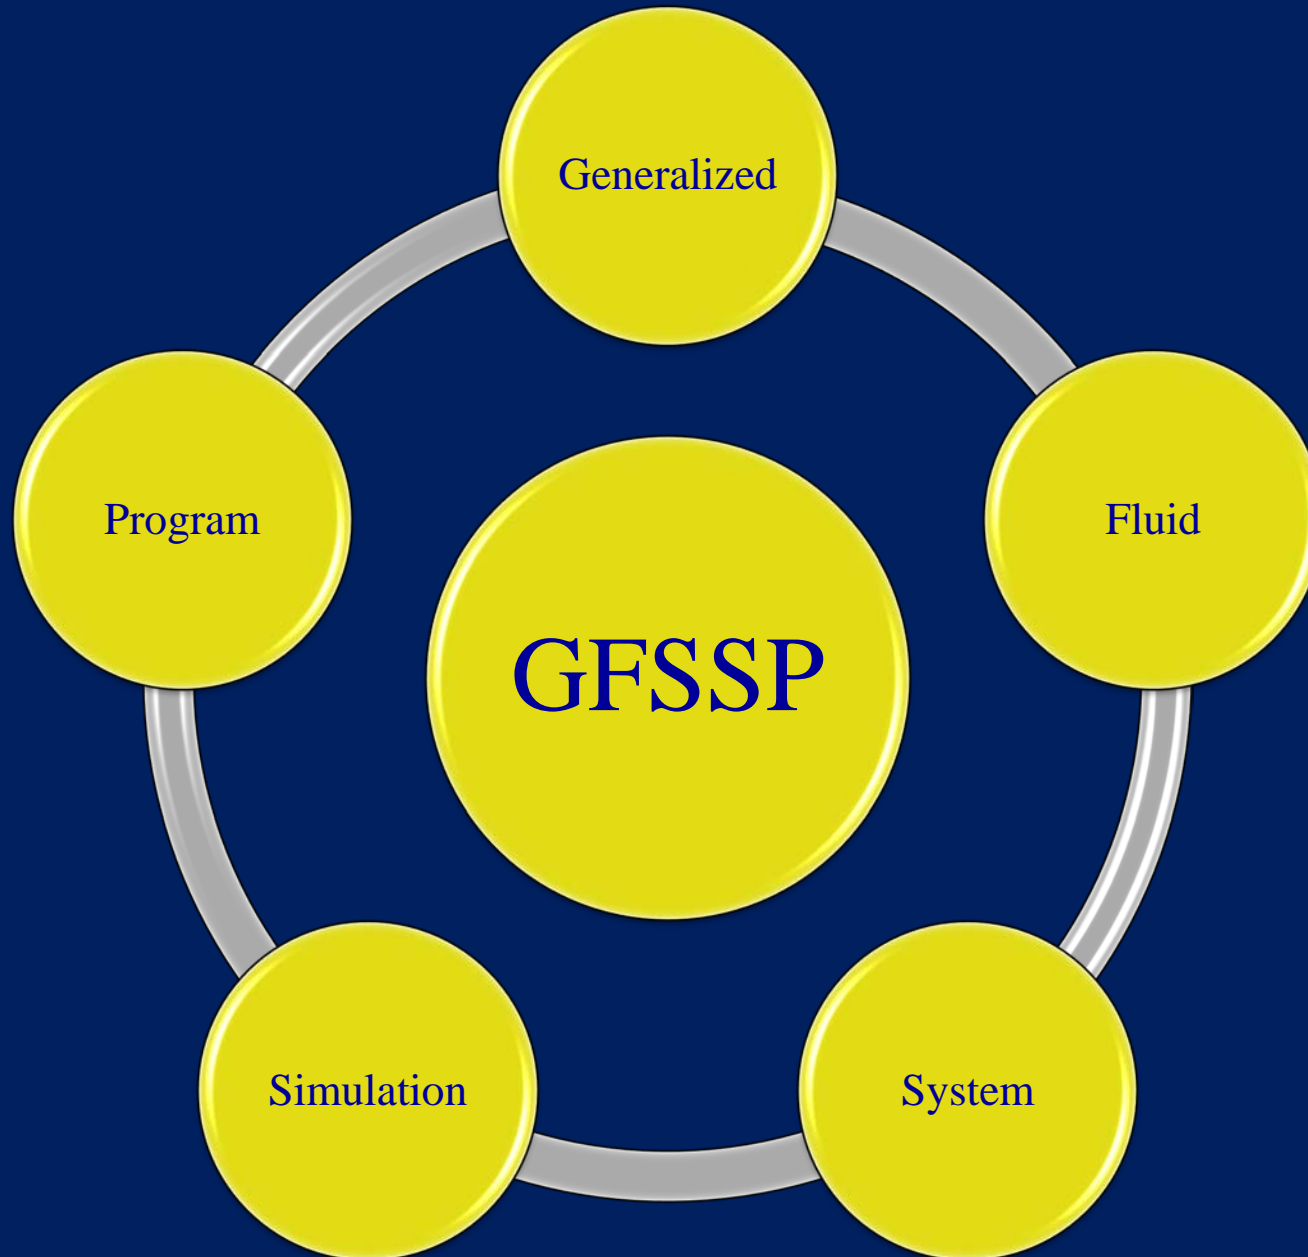 Generalized
Fluid
System
Simulation
Program
GFSSP